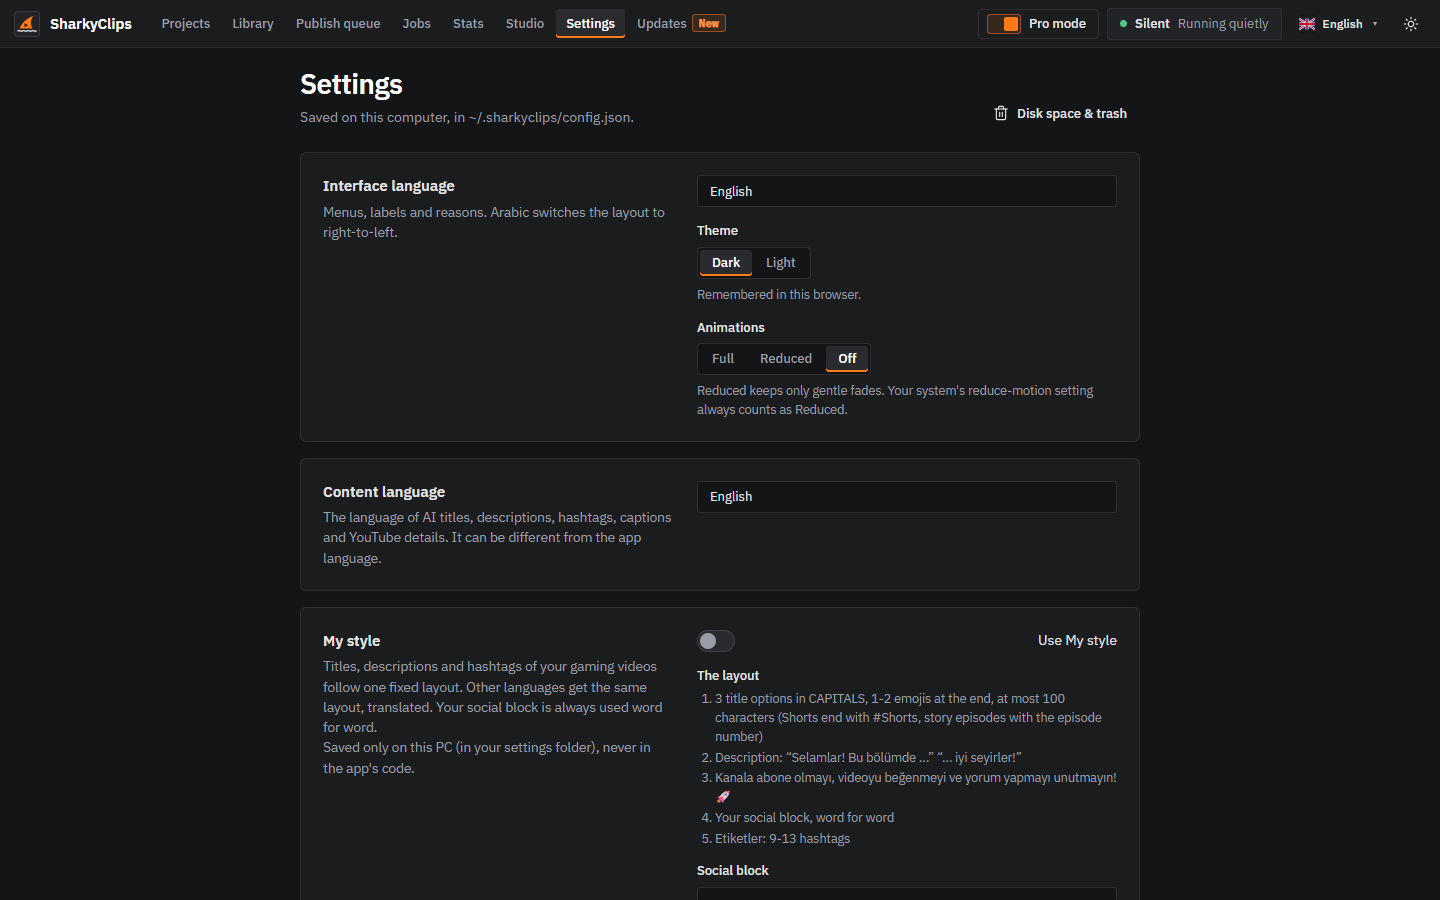 SharkyClips
Projects
Library
Publish queue
Jobs
Stats
Studio
Settings
Updates
New
Pro mode
Silent Running quietly
English
Settings
Saved on this computer, in ~/.sharkyclips/config.json.
Disk space & trash
Interface language
Menus, labels and reasons. Arabic switches the layout to
right-to-left.
English
Theme
Dark
Light
Remembered in this browser.
Animations
Full
Reduced
Off
Reduced keeps only gentle fades. Your system's reduce-motion setting
always counts as Reduced.
Content language
The language of AI titles, descriptions, hashtags, captions
and YouTube details. It can be different from the app
language.
English
My style
Titles, descriptions and hashtags of your gaming videos
follow one fixed layout. Other languages get the same
layout, translated. Your social block is always used word
for word.
Saved only on this PC (in your settings folder), never in
the app's code.
Use My style
The layout
1. 3 title options in CAPITALS, 1-2 emojis at the end, at most 100
characters (Shorts end with #Shorts, story episodes with the episode
number)
2. Description: “Selamlar! Bu bölümde …” “… iyi seyirler!”
3. Kanala abone olmayı, videoyu beğenmeyi ve yorum yapmayı unutmayın!
🚀
4. Your social block, word for word
5. Etiketler: 9-13 hashtags
Social block